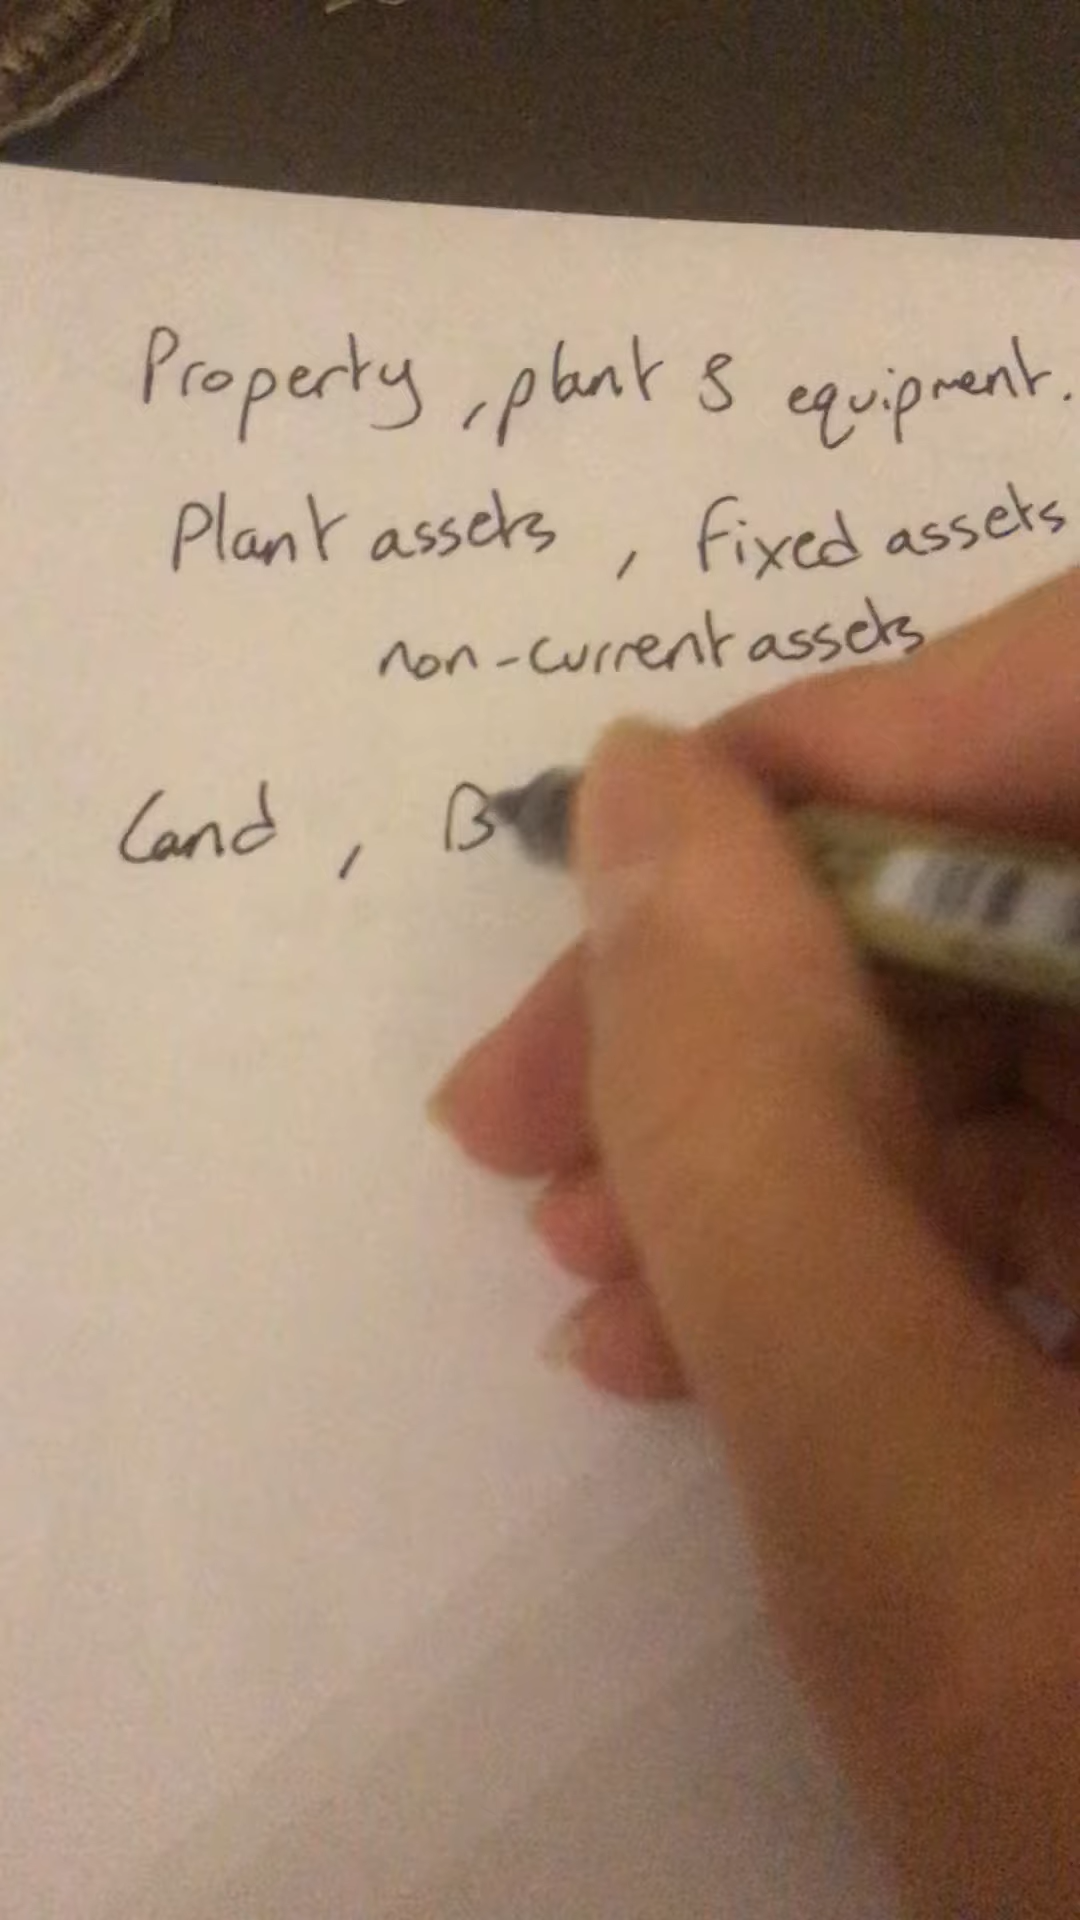 Property, plant & equipment.
Plant assets, fixed assets
non-current assets
Land, B